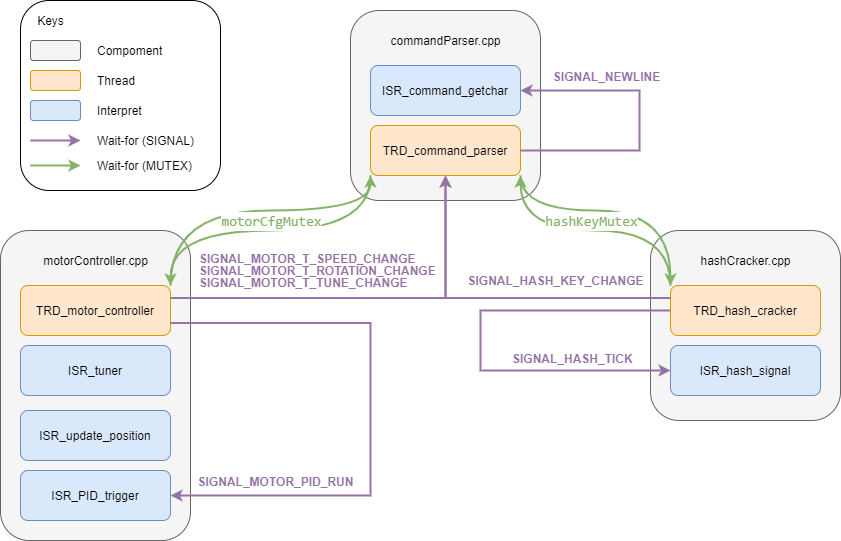 Keys
Compoment
Thread
Interpret
Wait-for (SIGNAL)
Wait-for (MUTEX)
commandParser.cpp
ISR_command_getchar
TRD_command_parser
SIGNAL_NEWLINE
motorCfgMutex
hashKeyMutex
motorController.cpp
TRD_motor_controller
ISR_tuner
ISR_update_position
ISR_PID_trigger
SIGNAL_MOTOR_T_SPEED_CHANGE
SIGNAL_MOTOR_T_ROTATION_CHANGE
SIGNAL_MOTOR_T_TUNE_CHANGE
SIGNAL_HASH_KEY_CHANGE
SIGNAL_HASH_TICK
SIGNAL_MOTOR_PID_RUN
hashCracker.cpp
TRD_hash_cracker
ISR_hash_signal